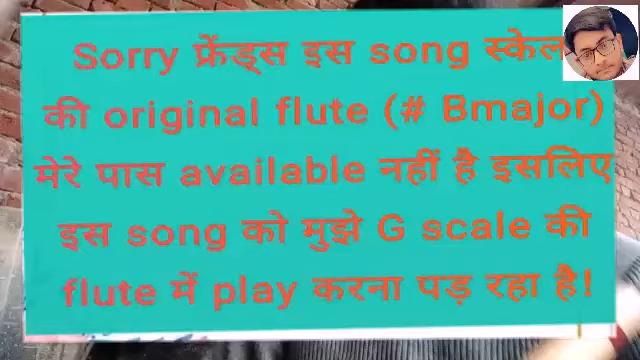 Sorry फ्रेंड्स इस song स्केल
की original flute (# Bmajor)
मेरे पास available नहीं है इसलिए
इस song को मुझे G scale की
flute में play करना पड़ रहा है!